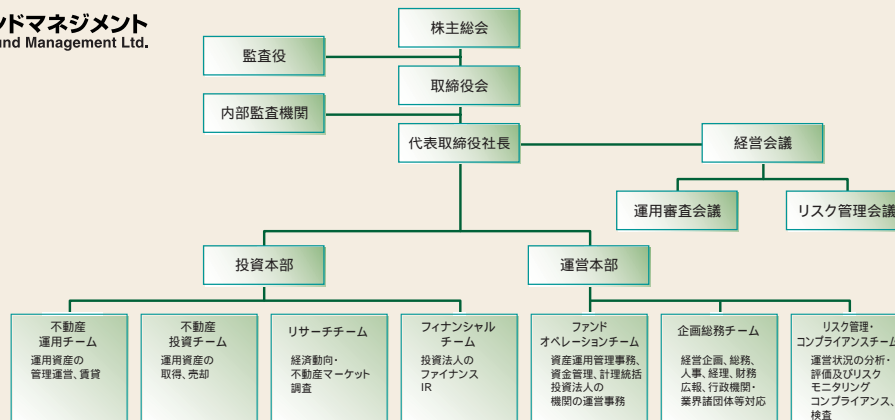 ンドマネジメント
und Management Ltd.
株主総会
監査役
取締役会
内部監査機関
代表取締役社長
経営会議
運用審査会議
リスク管理会議
投資本部
運営本部
不動産
運用チーム
運用資産の
管理運営、賃貸
不動産
投資チーム
運用資産の
取得、売却
リサーチチーム
経済動向・
不動産マーケット
調査
フィナンシャル
チーム
投資法人の
ファイナンス
IR
ファンド
オペレーションチーム
資産運用管理事務、
資金管理、計理統括
投資法人の
機関の運営事務
企画総務チーム
経営企画、総務、
人事、経理、財務
広報、行政機関・
業界諸団体等対応
リスク管理・
コンプライアンスチーム
運営状況の分析・
評価及びリスク
モニタリング
コンプライアンス、
検査